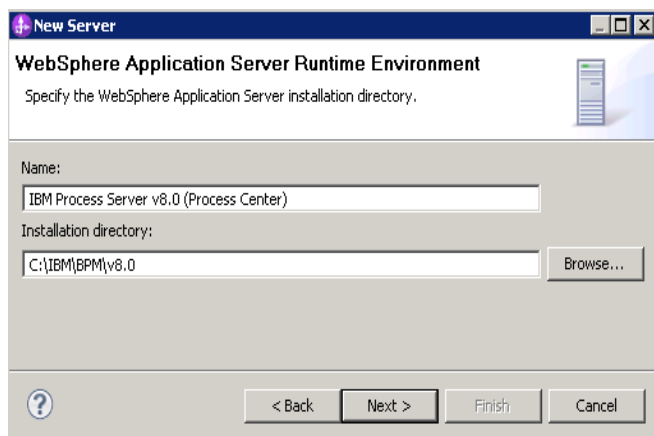 New Server
WebSphere Application Server Runtime Environment
Specify the WebSphere Application Server installation directory.
Name:
IBM Process Server v8.0 (Process Center)
Installation directory:
C:\IBM\BPM\v8.0
Browse...
?
< Back
Next >
Finish
Cancel